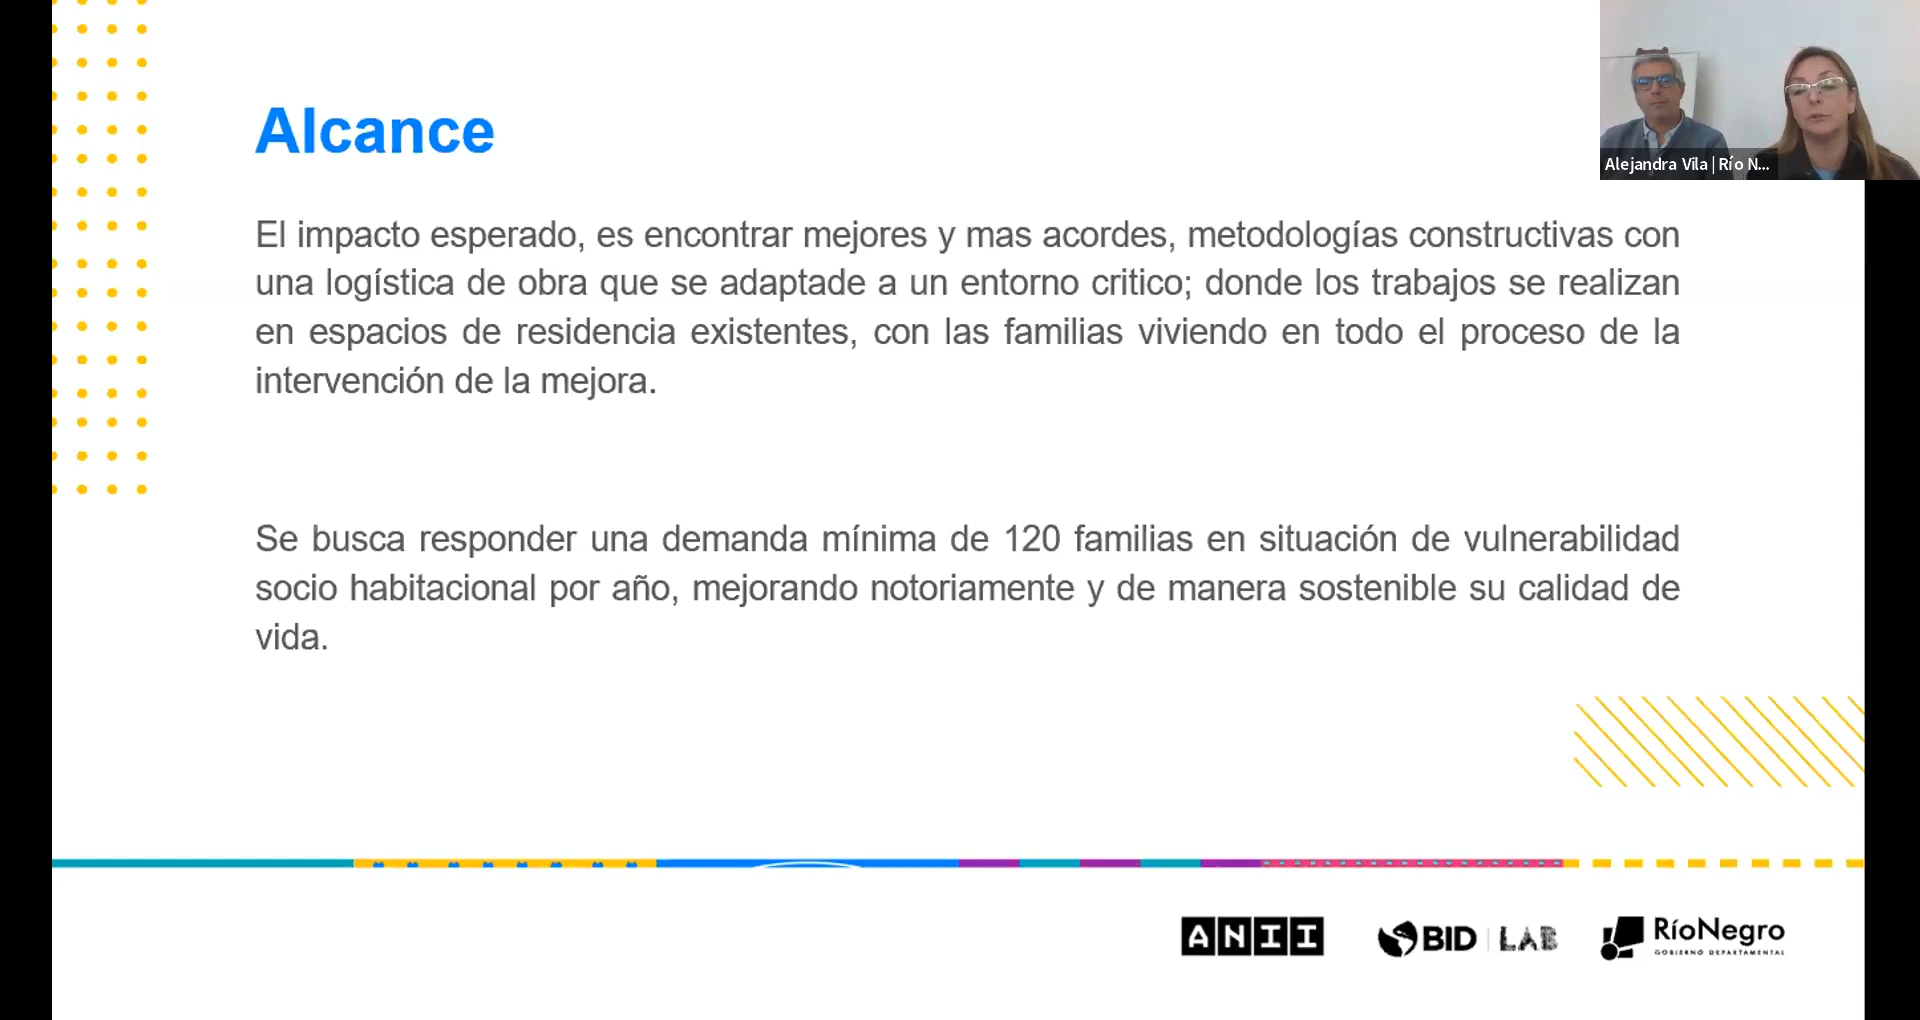 Alcance
El impacto esperado, es encontrar mejores y mas acordes, metodologías constructivas con
una logística de obra que se adaptade a un entorno critico; donde los trabajos se realizan
en espacios de residencia existentes, con las familias viviendo en todo el proceso de la
intervención de la mejora.
Se busca responder una demanda mínima de 120 familias en situación de vulnerabilidad
socio habitacional por año, mejorando notoriamente y de manera sostenible su calidad de
vida.
Alejandra Vila | Río N...
ANII
BID | LAB
RíoNegro
GOBIERNO DEPARTAMENTAL